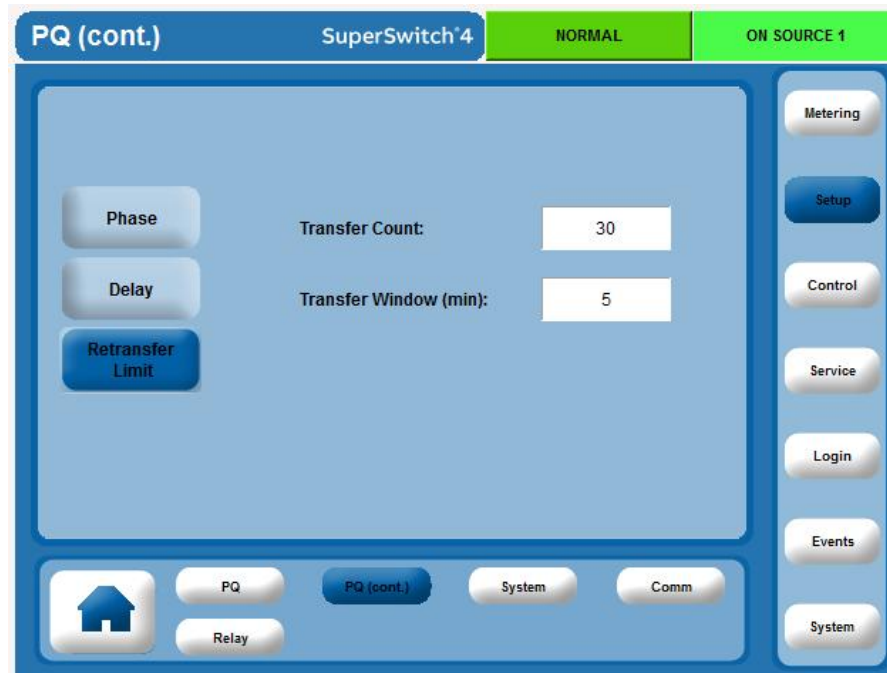 PQ (cont.)
SuperSwitch®4
NORMAL
ON SOURCE 1
Metering
Setup
Control
Service
Login
Events
System
Phase
Delay
Retransfer
Limit
Transfer Count:
30
Transfer Window (min):
5
PQ
PQ (cont.)
System
Comm
Relay